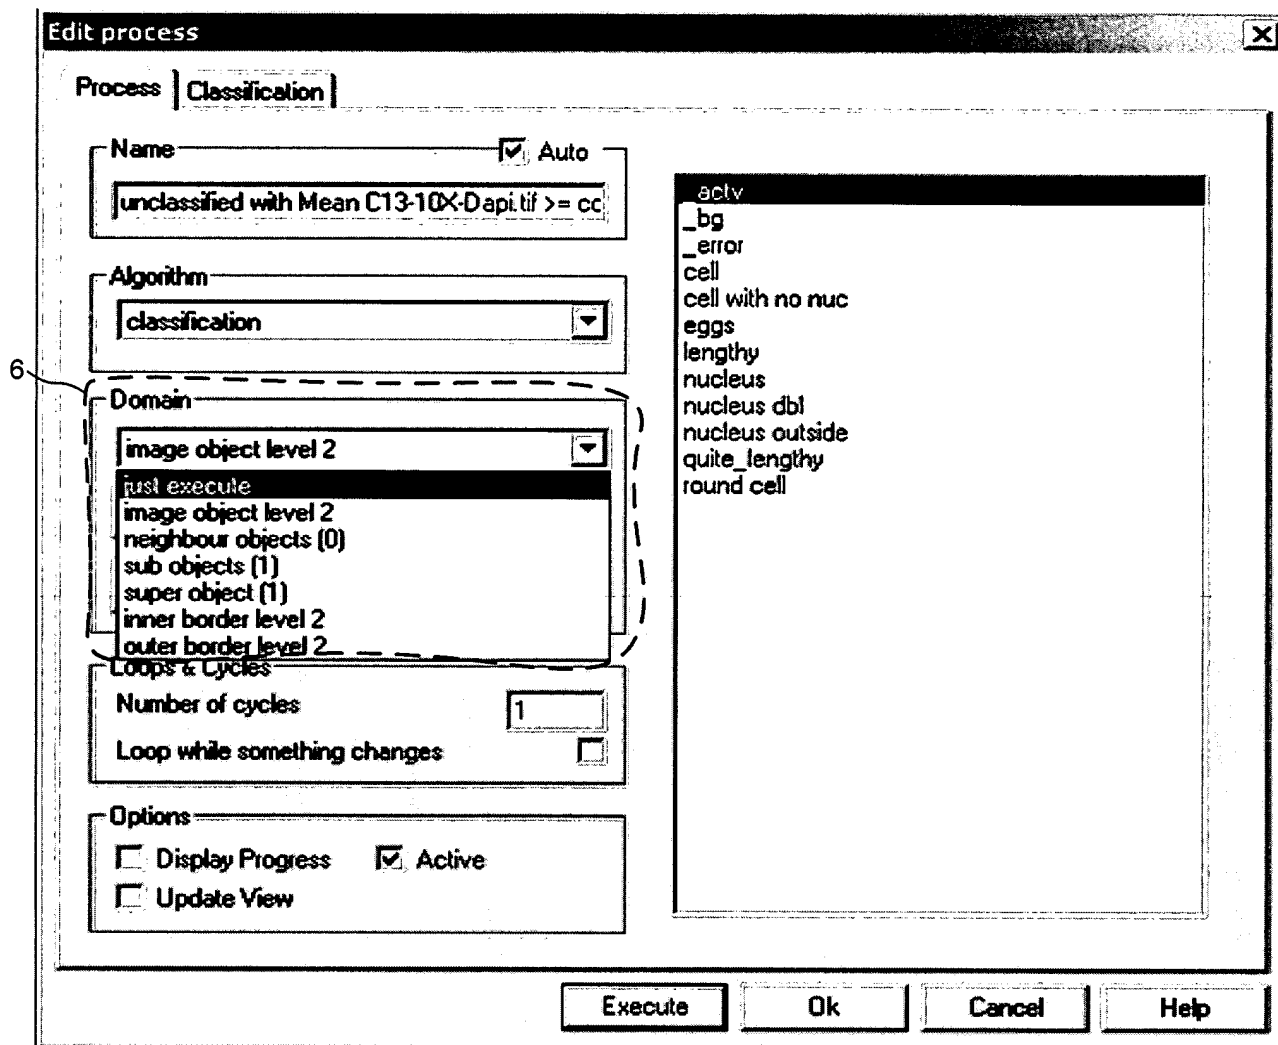 Edit process
Process Classification
Name Auto
unclassified with Mean C13-10X-Dapi.tif >= cc
Algorithm
classification
6
Domain
image object level 2
just execute
image object level 2
neighbour objects (0)
sub objects (1)
super object (1)
inner border level 2
outer border level 2
Loops & Cycles
Number of cycles 1
Loop while something changes
Options
Display Progress Active
Update View
_actv
_bg
_error
cell
cell with no nuc
eggs
lengthy
nucleus
nucleus dbl
nucleus outside
quite_lengthy
round cell
Execute Ok Cancel Help